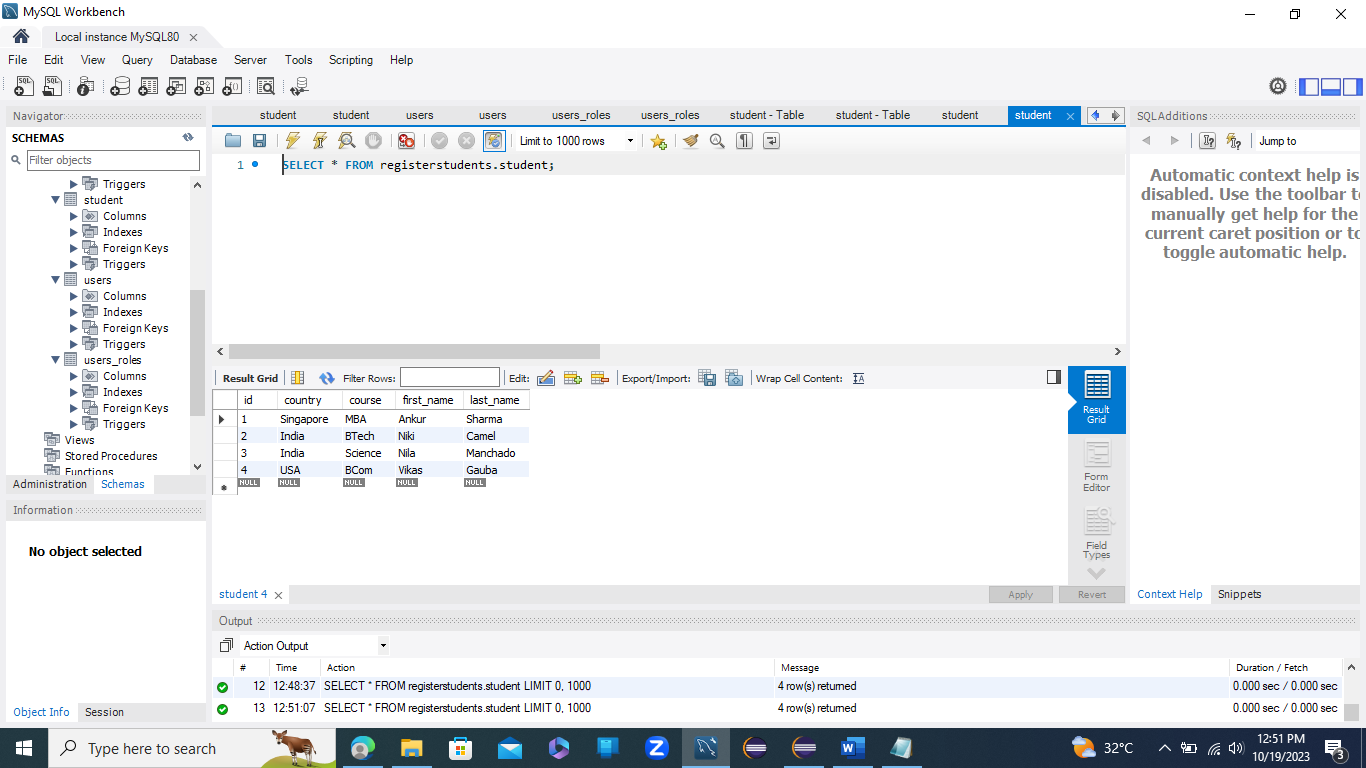 MySQL Workbench
Local instance MySQL80
File Edit View Query Database Server Tools Scripting Help
Navigator
SCHEMAS
Filter objects
Triggers
student
Columns
Indexes
Foreign Keys
Triggers
users
Columns
Indexes
Foreign Keys
Triggers
users_roles
Columns
Indexes
Foreign Keys
Triggers
Views
Stored Procedures
Functions
Administration Schemas
Information
No object selected
Object Info Session
student student users users users_roles users_roles student - Table student - Table student student
Limit to 1000 rows
1 SELECT * FROM registerstudents.student;
Result Grid Filter Rows: Edit: Export/Import: Wrap Cell Content:
id country course first_name last_name
1 Singapore MBA Ankur Sharma
2 India BTech Niki Camel
3 India Science Nila Manchado
4 USA BCom Vikas Gauba
NULL NULL NULL NULL NULL
Result
Grid
Form
Editor
Field
Types
student 4
Apply Revert
SQLAdditions
Jump to
Automatic context help is
disabled. Use the toolbar to
manually get help for the
current caret position or to
toggle automatic help.
Context Help Snippets
Output
Action Output
# Time Action Message Duration / Fetch
12 12:48:37 SELECT * FROM registerstudents.student LIMIT 0, 1000 4 row(s) returned 0.000 sec / 0.000 sec
13 12:51:07 SELECT * FROM registerstudents.student LIMIT 0, 1000 4 row(s) returned 0.000 sec / 0.000 sec
Type here to search
32°C
12:51 PM
10/19/2023
3